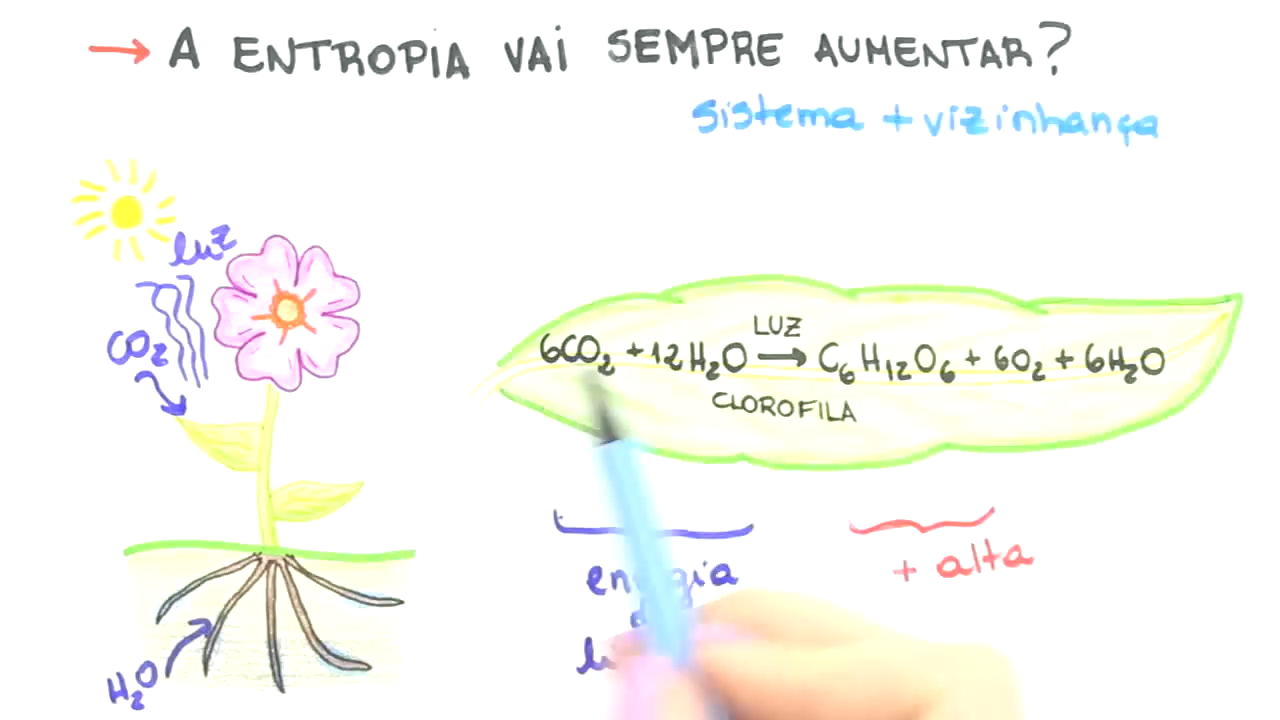 → A ENTROPIA VAI SEMPRE AUMENTAR?
sistema + vizinhança
luz
CO₂
H₂O
LUZ
6CO₂ + 12H₂O → C₆H₁₂O₆ + 6O₂ + 6H₂O
CLOROFILA
+ alta